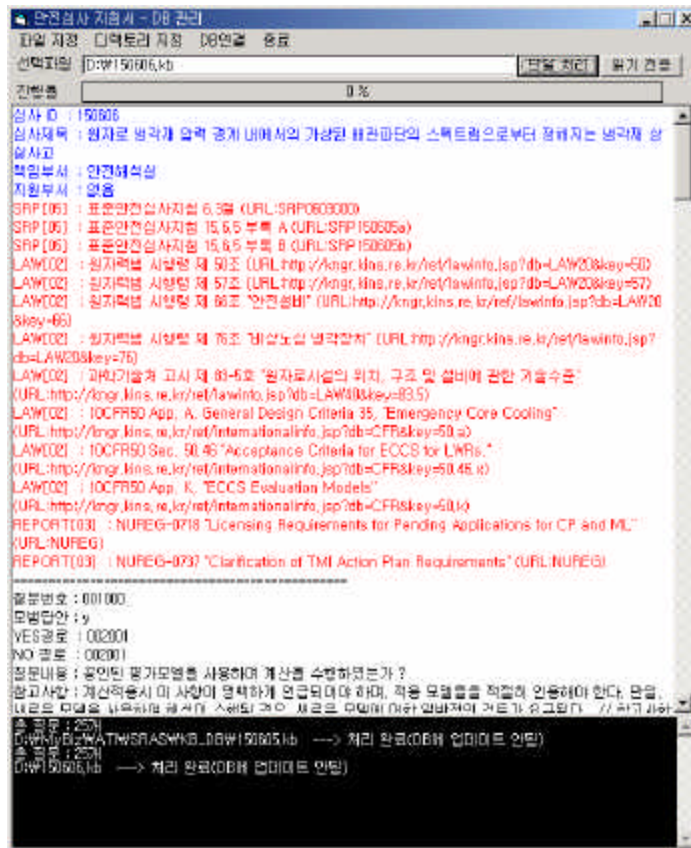 안전심사 지침서 - DB 관리
파일 지정 디렉토리 지정 DB연결 종료
선택파일 D:₩150606.kb 단일 처리 읽기 전용
진행률 0 %
심사 ID : 150606
심사제목 : 원자로 냉각재 압력 경계 내에서의 가상된 배관파단의 스펙트럼으로부터 정해지는 냉각재 상
실사고
책임부서 : 안전해석실
지원부서 : 없음
SRP[05] : 표준안전심사지침 6.3절 (URL:SRP0603000)
SRP[05] : 표준안전심사지침 15.6.5 부록 A (URL:SRP150605a)
SRP[05] : 표준안전심사지침 15.6.5 부록 B (URL:SRP150605b)
LAW[02] : 원자력법 시행령 제 50조 (URL:http://kngr.kins.re.kr/ret/lawinfo.jsp?db=LAW20&key=50)
LAW[02] : 원자력법 시행령 제 57조 (URL:http://kngr.kins.re.kr/ret/lawinfo.jsp?db=LAW20&key=57)
LAW[02] : 원자력법 시행령 제 66조 "안전설비" (URL:http://kngr.kins.re.kr/ref/lawinfo.jsp?db=LAW20
&key=66)
LAW[02] : 원자력법 시행령 제 76조 "비상노심 냉각장치" (URL:http://kngr.kins.re.kr/ret/lawinfo.jsp?
db=LAW20&key=76)
LAW[02] : 과학기술처 고시 제 83-5호 "원자로시설의 위치, 구조 및 설비에 관한 기술수준"
(URL:http://kngr.kins.re.kr/ret/lawinfo.jsp?db=LAW40&key=83.5)
LAW[02] : 10CFR50 App. A, General Design Criteria 35, "Emergency Core Cooling"
(URL:http://kngr.kins.re.kr/ref/internationalinfo.jsp?db=CFR&key=50.a)
LAW[02] : 10CFR50 Sec. 50.46 "Acceptance Criteria for ECCS for LWRs."
(URL:http://kngr.kins.re.kr/ref/internationalinfo.jsp?db=CFR&key=50.46.x)
LAW[02] : 10CFR50 App. K, "ECCS Evaluation Models"
(URL:http://kngr.kins.re.kr/ref/internationalinfo.jsp?db=CFR&key=50.k)
REPORT[03] : NUREG-0718 "Licensing Requirements for Pending Applications for CP and ML"
(URL:NUREG)
REPORT[03] : NUREG-0737 "Clarification of TMI Action Plan Requirements" (URL:NUREG)
질문번호 : 001000
모범답안 : y
YES경로 : 002001
NO 경로 : 002001
질문내용 : 공인된 평가모델을 사용하며 계산을 수행하였는가 ?
참고사항 : 계산적용시 이 사항이 명백하게 언급되어야 하며, 적용 모델들을 적절히 인용해야 한다. 만일,
총 질문 : 25개
D:₩MyBiz₩ATI₩SRAS₩KB_DB₩150605.kb ---> 처리 완료(DB에 업데이트 안됨)
총 질문 : 25개
D:₩150606.kb ---> 처리 완료(DB에 업데이트 안됨)